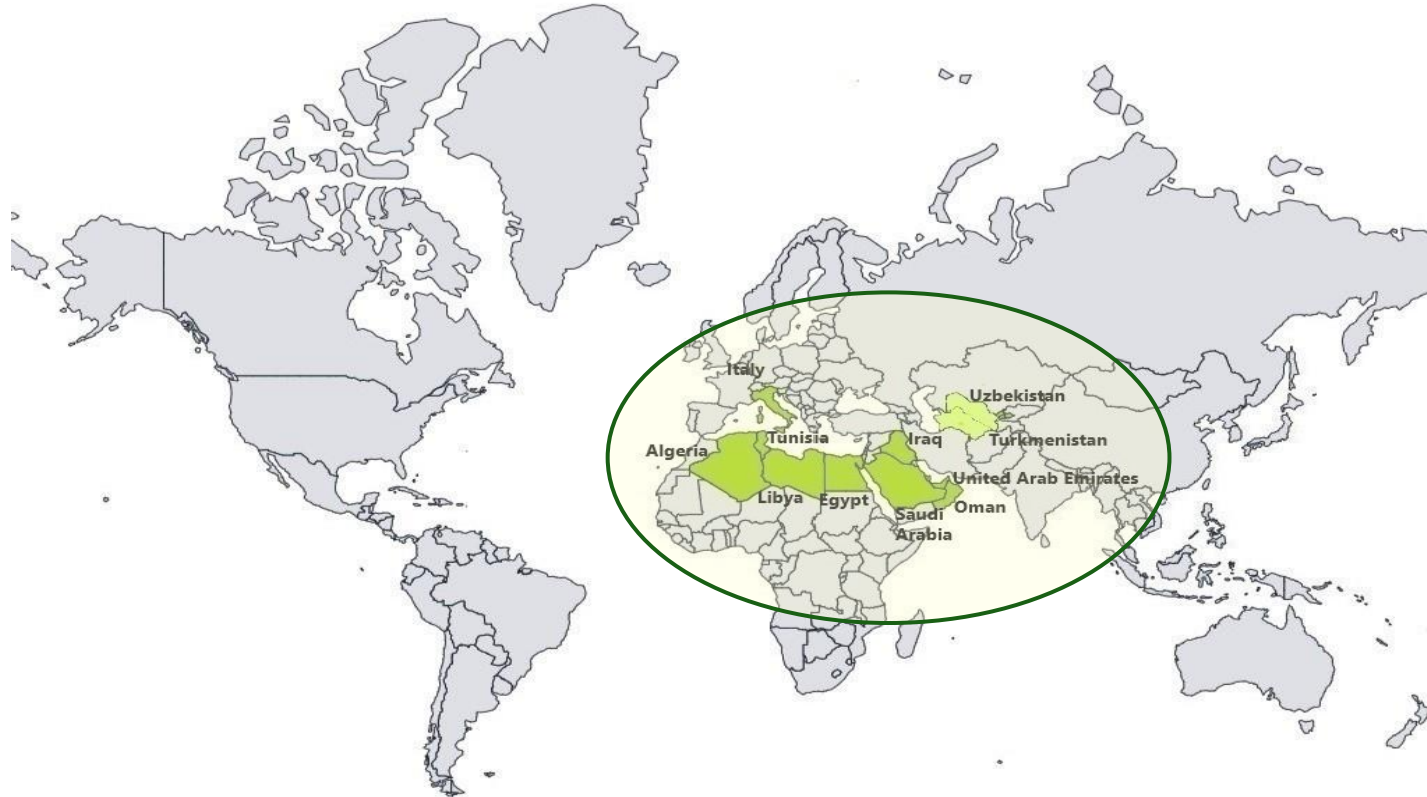 Italy
Uzbekistan
Tunisia
Iraq
Turkmenistan
Algeria
United Arab Emirates
Libya
Egypt
Oman
Saudi
Arabia